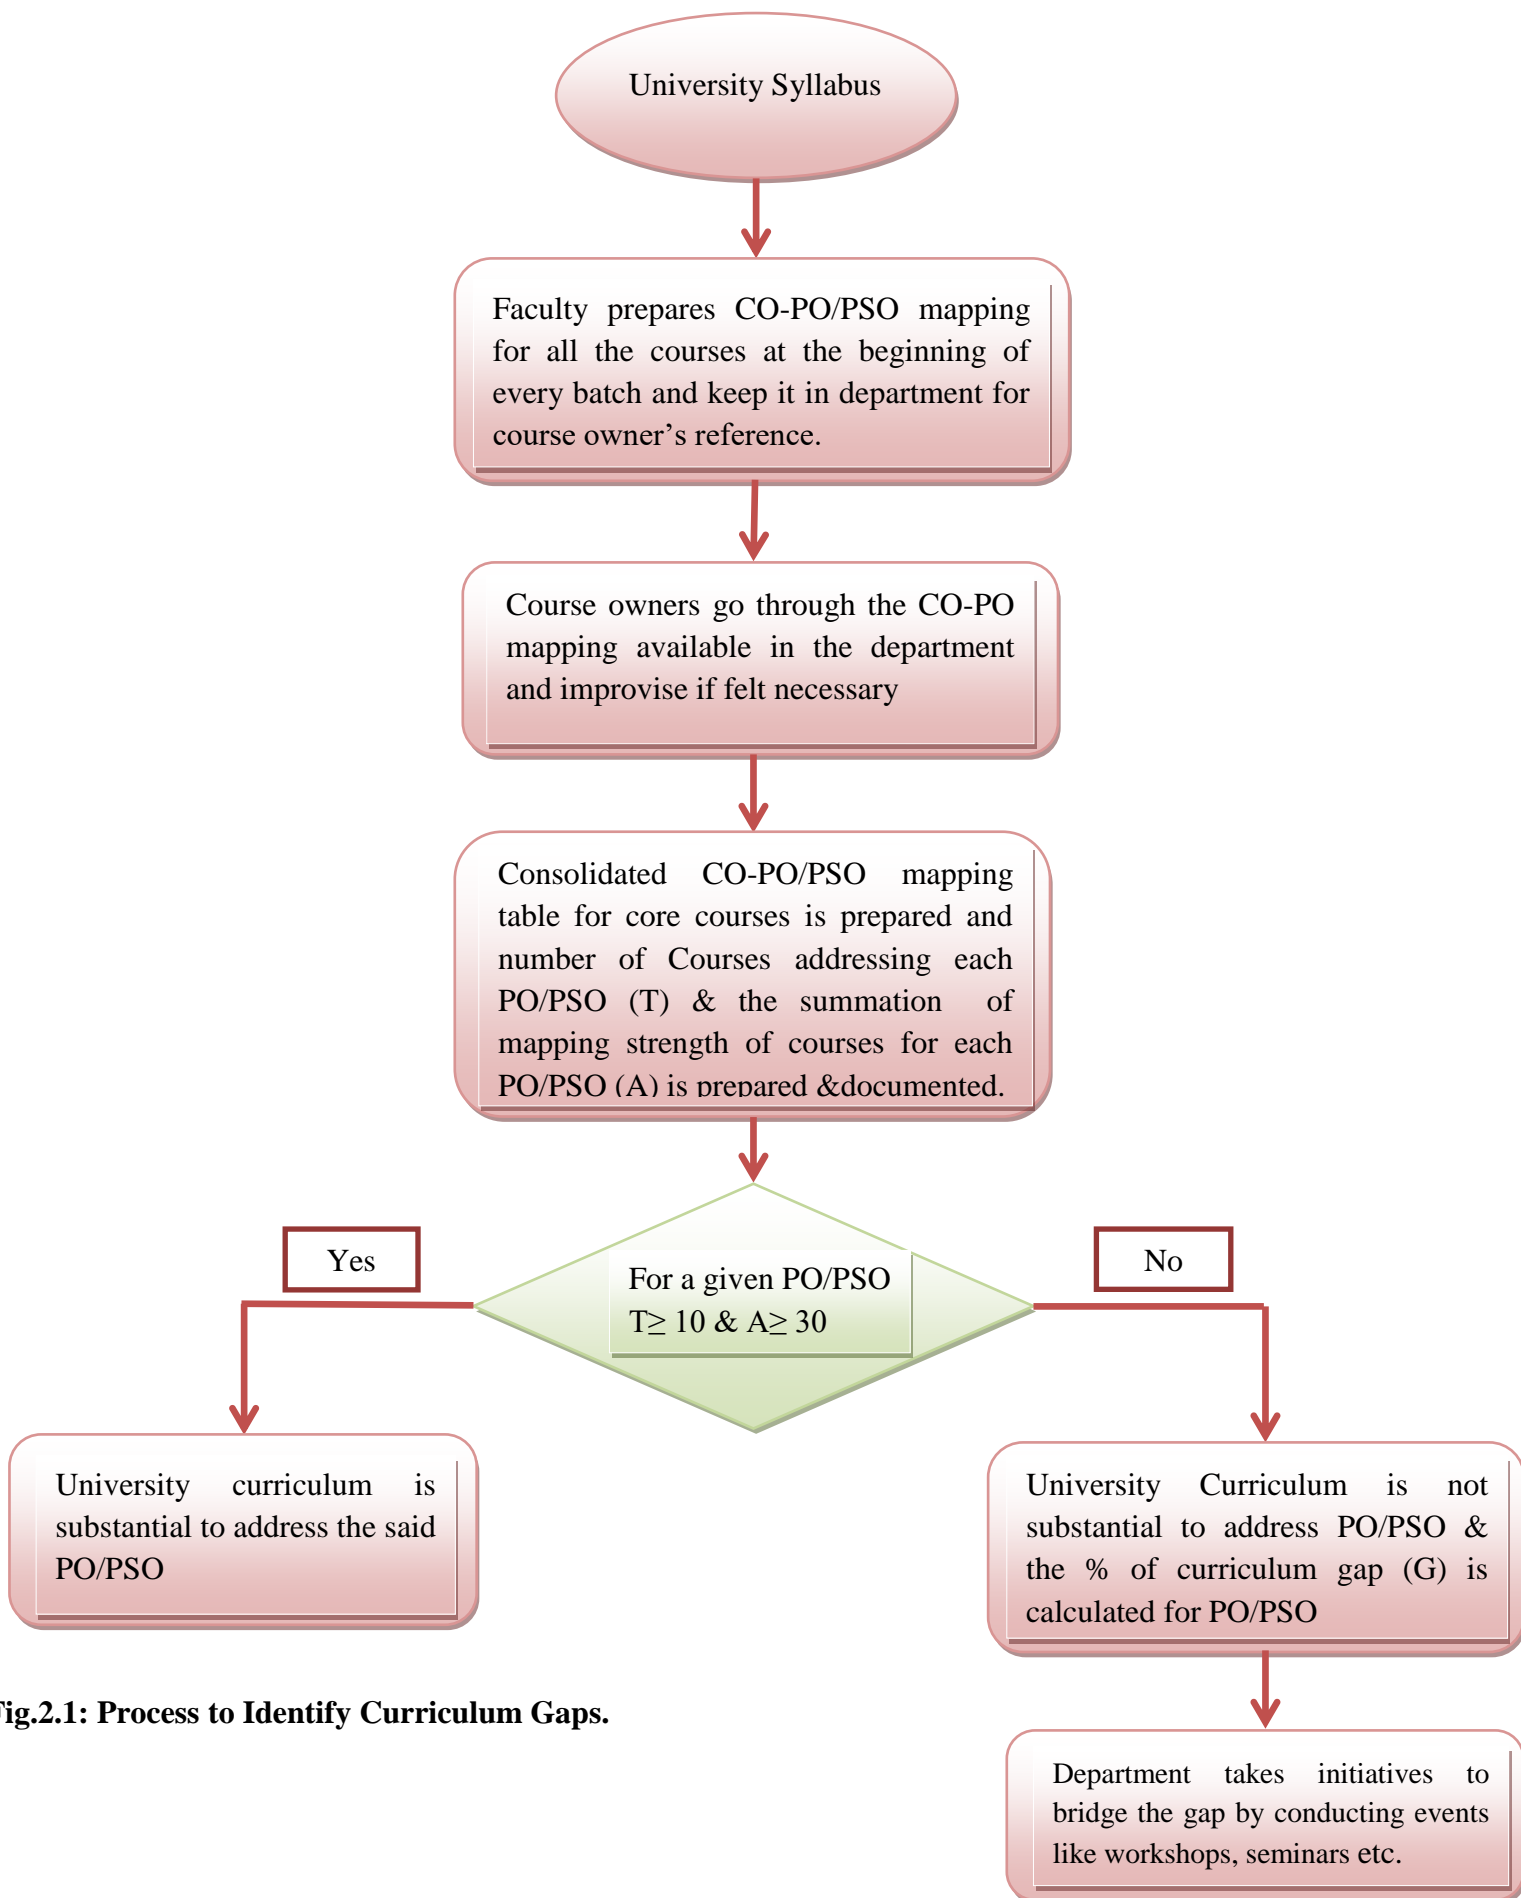 University Syllabus
Faculty prepares CO-PO/PSO mapping
for all the courses at the beginning of
every batch and keep it in department for
course owner’s reference.
Course owners go through the CO-PO
mapping available in the department
and improvise if felt necessary
Consolidated CO-PO/PSO mapping
table for core courses is prepared and
number of Courses addressing each
PO/PSO (T) & the summation of
mapping strength of courses for each
PO/PSO (A) is prepared &documented.
Yes
No
For a given PO/PSO
T≥ 10 & A≥ 30
University curriculum is
substantial to address the said
PO/PSO
University Curriculum is not
substantial to address PO/PSO &
the % of curriculum gap (G) is
calculated for PO/PSO
Fig.2.1: Process to Identify Curriculum Gaps.
Department takes initiatives to
bridge the gap by conducting events
like workshops, seminars etc.